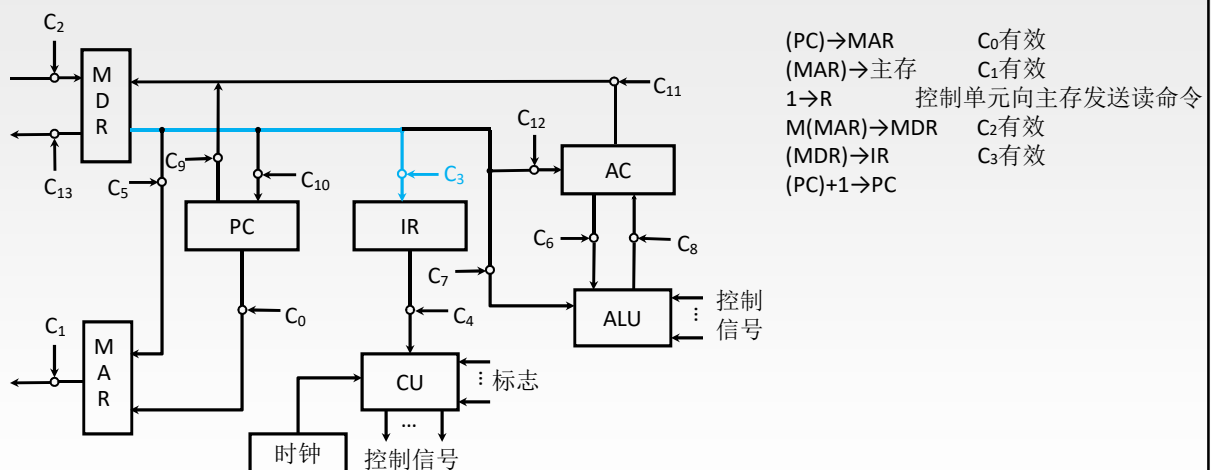 C₂
MDR
C₁₁
C₁₂
C₉
C₁₃
C₅
C₁₀
C₃
AC
PC
IR
C₆
C₈
C₇
C₀
C₄
ALU
控制
⋮
信号
C₁
MAR
CU
⋮ 标志
...
时钟
控制信号
(PC)→MAR C₀有效
(MAR)→主存 C₁有效
1→R 控制单元向主存发送读命令
M(MAR)→MDR C₂有效
(MDR)→IR C₃有效
(PC)+1→PC